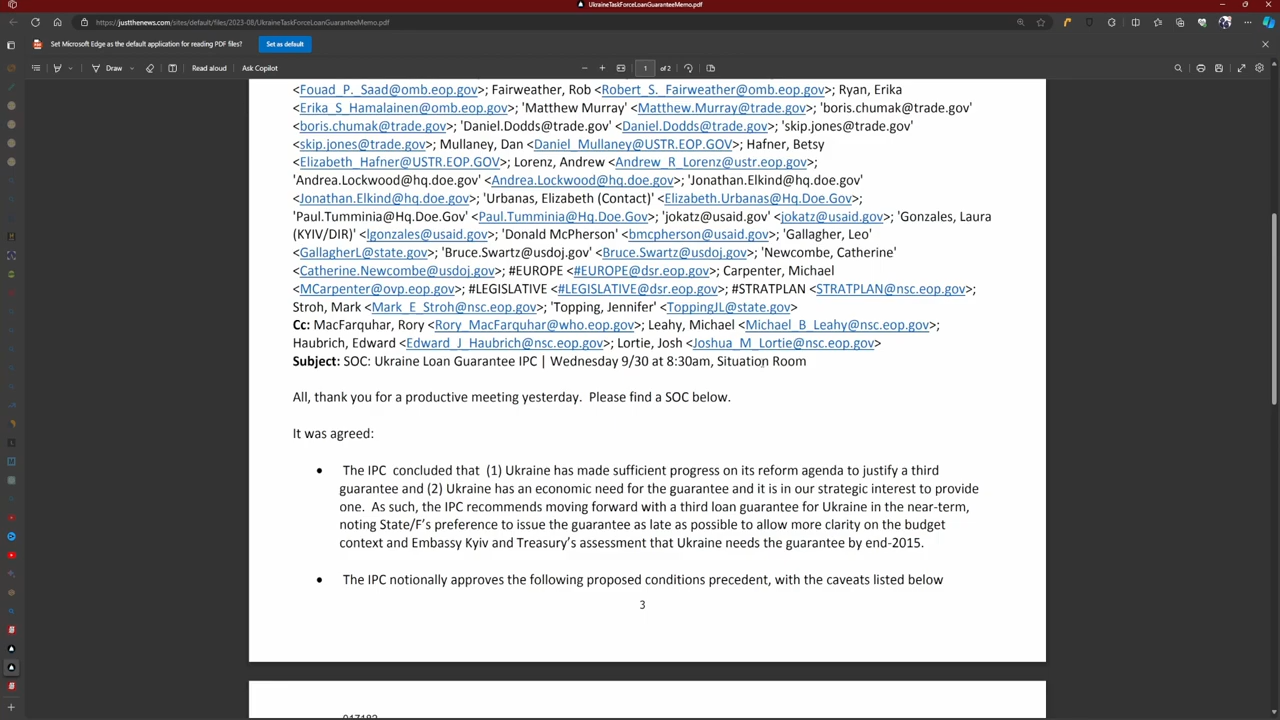 UkraineTaskForceLoanGuaranteeMemo.pdf
https://justthenews.com/sites/default/files/2023-08/UkraineTaskForceLoanGuaranteeMemo.pdf
Set Microsoft Edge as the default application for reading PDF files? Set as default
Draw Read aloud Ask Copilot 1 of 2
<Fouad_P._Saad@omb.eop.gov>; Fairweather, Rob <Robert_S._Fairweather@omb.eop.gov>; Ryan, Erika
<Erika_S_Hamalainen@omb.eop.gov>; 'Matthew Murray' <Matthew.Murray@trade.gov>; 'boris.chumak@trade.gov'
<boris.chumak@trade.gov>; 'Daniel.Dodds@trade.gov' <Daniel.Dodds@trade.gov>; 'skip.jones@trade.gov'
<skip.jones@trade.gov>; Mullaney, Dan <Daniel_Mullaney@USTR.EOP.GOV>; Hafner, Betsy
<Elizabeth_Hafner@USTR.EOP.GOV>; Lorenz, Andrew <Andrew_R_Lorenz@ustr.eop.gov>;
'Andrea.Lockwood@hq.doe.gov' <Andrea.Lockwood@hq.doe.gov>; 'Jonathan.Elkind@hq.doe.gov'
<Jonathan.Elkind@hq.doe.gov>; 'Urbanas, Elizabeth (Contact)' <Elizabeth.Urbanas@Hq.Doe.Gov>;
'Paul.Tumminia@Hq.Doe.Gov' <Paul.Tumminia@Hq.Doe.Gov>; 'jokatz@usaid.gov' <jokatz@usaid.gov>; 'Gonzales, Laura
(KYIV/DIR)' <lgonzales@usaid.gov>; 'Donald McPherson' <bmcpherson@usaid.gov>; 'Gallagher, Leo'
<GallagherL@state.gov>; 'Bruce.Swartz@usdoj.gov' <Bruce.Swartz@usdoj.gov>; 'Newcombe, Catherine'
<Catherine.Newcombe@usdoj.gov>; #EUROPE <#EUROPE@dsr.eop.gov>; Carpenter, Michael
<MCarpenter@ovp.eop.gov>; #LEGISLATIVE <#LEGISLATIVE@dsr.eop.gov>; #STRATPLAN <STRATPLAN@nsc.eop.gov>;
Stroh, Mark <Mark_E_Stroh@nsc.eop.gov>; 'Topping, Jennifer' <ToppingJL@state.gov>
Cc: MacFarquhar, Rory <Rory_MacFarquhar@who.eop.gov>; Leahy, Michael <Michael_B_Leahy@nsc.eop.gov>;
Haubrich, Edward <Edward_J_Haubrich@nsc.eop.gov>; Lortie, Josh <Joshua_M_Lortie@nsc.eop.gov>
Subject: SOC: Ukraine Loan Guarantee IPC | Wednesday 9/30 at 8:30am, Situation Room
All, thank you for a productive meeting yesterday. Please find a SOC below.
It was agreed:
• The IPC concluded that (1) Ukraine has made sufficient progress on its reform agenda to justify a third
guarantee and (2) Ukraine has an economic need for the guarantee and it is in our strategic interest to provide
one. As such, the IPC recommends moving forward with a third loan guarantee for Ukraine in the near-term,
noting State/F's preference to issue the guarantee as late as possible to allow more clarity on the budget
context and Embassy Kyiv and Treasury's assessment that Ukraine needs the guarantee by end-2015.
• The IPC notionally approves the following proposed conditions precedent, with the caveats listed below
3